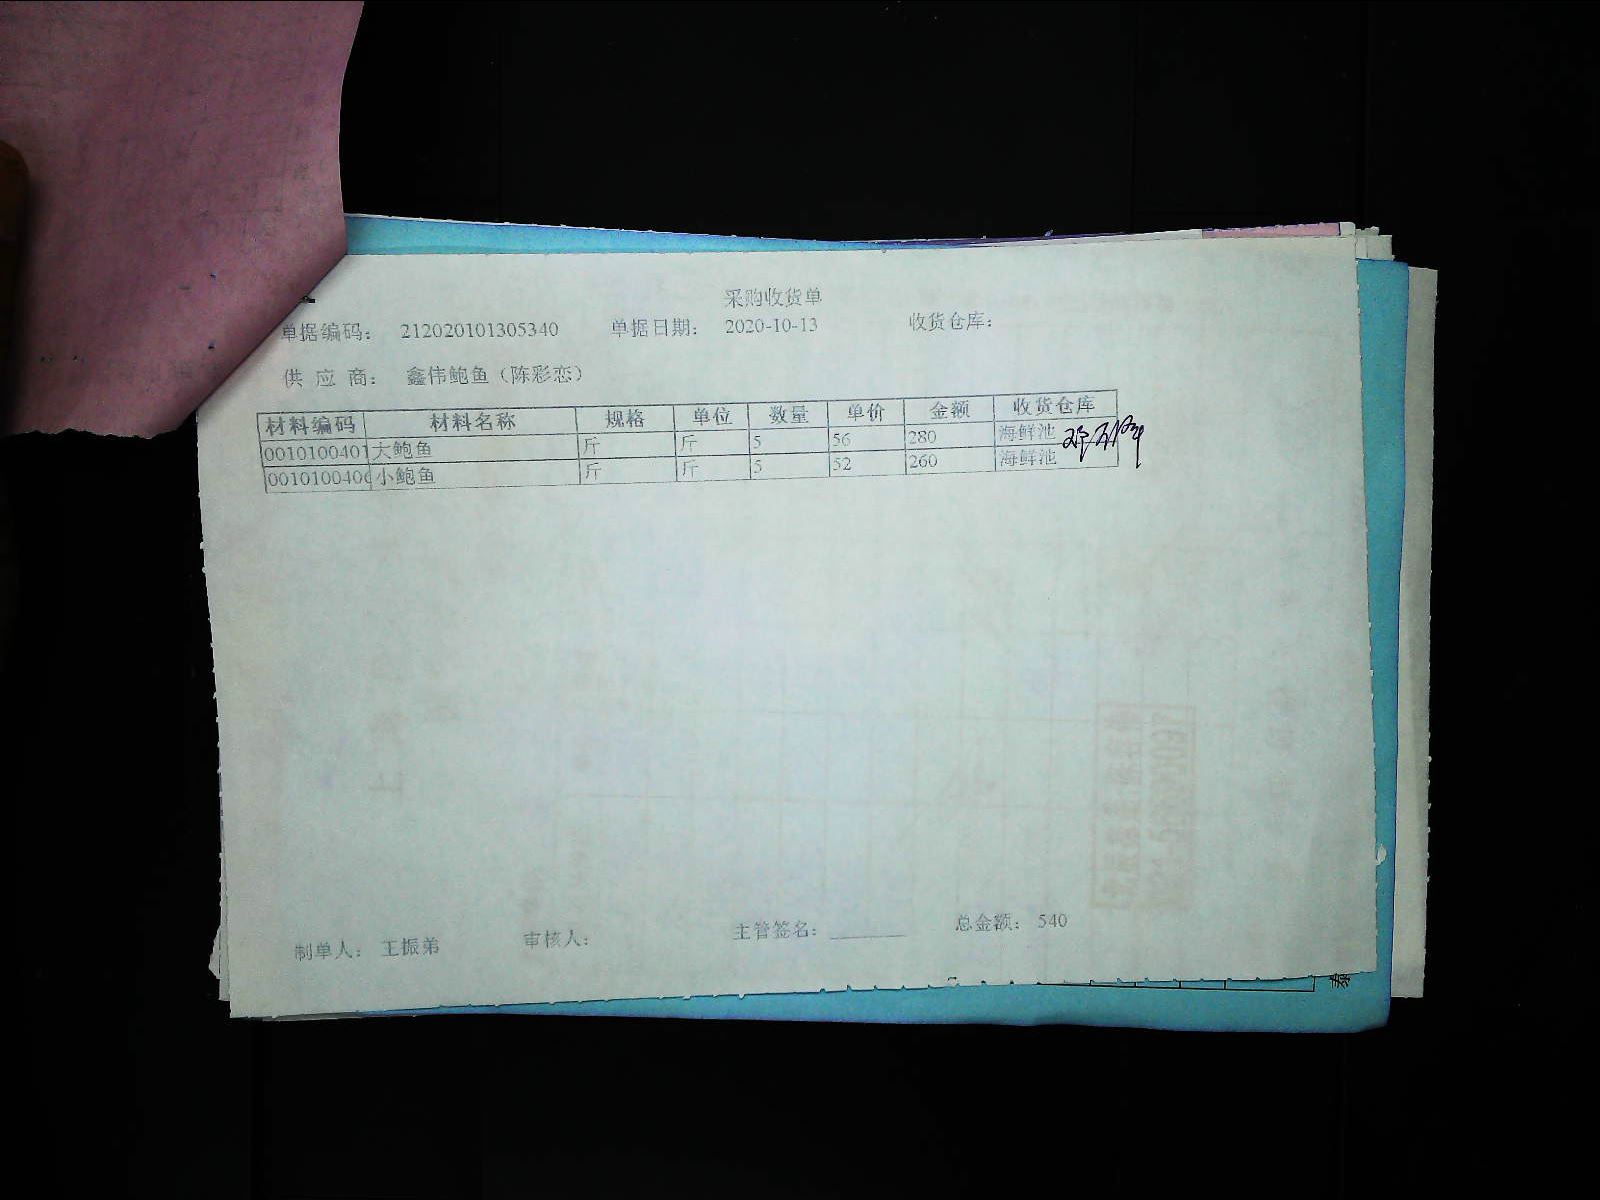 采购收货单
单据编码： 212020101305340 单据日期： 2020-10-13 收货仓库：
供 应 商： 鑫伟鲍鱼（陈彩恋）
材料编码 材料名称 规格 单位 数量 单价 金额 收货仓库
0010100401 大鲍鱼 斤 斤 5 56 280 海鲜池
001010040 小鲍鱼 斤 斤 5 52 260 海鲜池
制单人： 王振弟 审核人： 主管签名： 总金额： 540